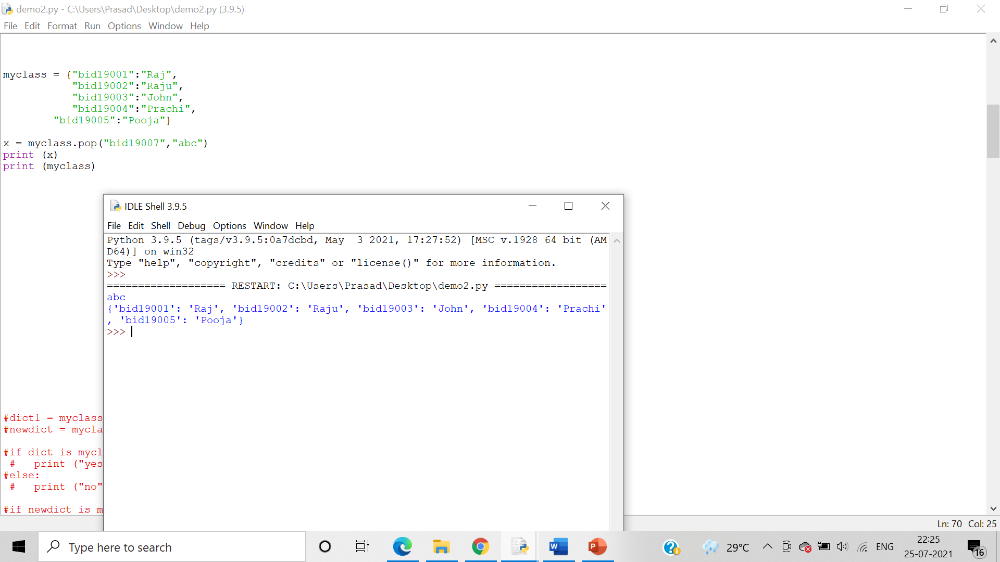 demo2.py - C:\Users\Prasad\Desktop\demo2.py (3.9.5)
File Edit Format Run Options Window Help
myclass = {"bid19001":"Raj",
"bid19002":"Raju",
"bid19003":"John",
"bid19004":"Prachi",
"bid19005":"Pooja"}
x = myclass.pop("bid19007","abc")
print (x)
print (myclass)
IDLE Shell 3.9.5
File Edit Shell Debug Options Window Help
Python 3.9.5 (tags/v3.9.5:0a7dcbd, May  3 2021, 17:27:52) [MSC v.1928 64 bit (AM
D64)] on win32
Type "help", "copyright", "credits" or "license()" for more information.
>>>
=================== RESTART: C:\Users\Prasad\Desktop\demo2.py ==================
abc
{'bid19001': 'Raj', 'bid19002': 'Raju', 'bid19003': 'John', 'bid19004': 'Prachi'
, 'bid19005': 'Pooja'}
>>>
#dict1 = myclass
#newdict = mycla
#if dict is mycl
#   print ("yes
#else:
#   print ("no"
#if newdict is m
Ln: 70 Col: 25
Type here to search
W
P
29°C
ENG
22:25
25-07-2021
16